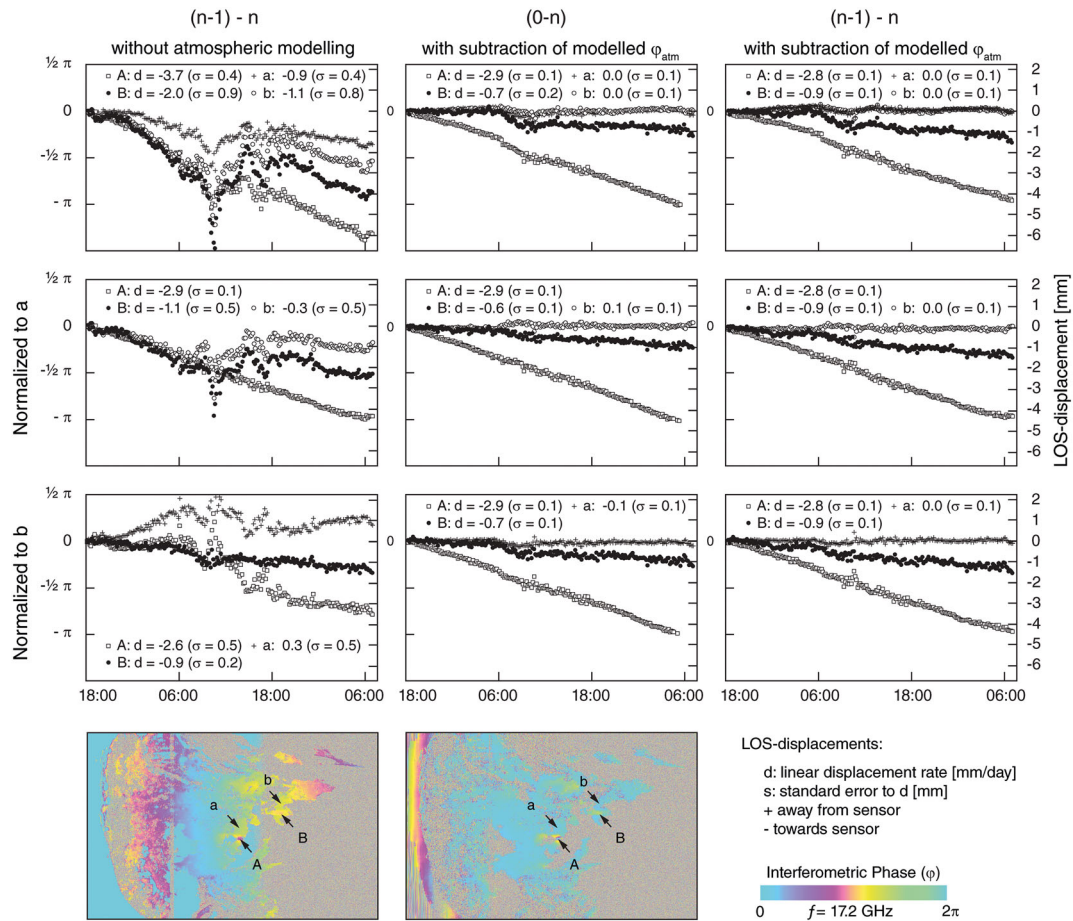 (n-1) - n
(0-n)
(n-1) - n
without atmospheric modelling
with subtraction of modelled φatm
with subtraction of modelled φatm
½ π
0
-½ π
- π
A: d = -3.7 (σ = 0.4) + a: -0.9 (σ = 0.4)
B: d = -2.0 (σ = 0.9) b: -1.1 (σ = 0.8)
0
A: d = -2.9 (σ = 0.1) + a: 0.0 (σ = 0.1)
B: d = -0.7 (σ = 0.2) b: 0.0 (σ = 0.1)
0
A: d = -2.8 (σ = 0.1) + a: 0.0 (σ = 0.1)
B: d = -0.9 (σ = 0.1) b: 0.0 (σ = 0.1)
2
1
0
-1
-2
-3
-4
-5
-6
Normalized to a
½ π
0
-½ π
- π
A: d = -2.9 (σ = 0.1)
B: d = -1.1 (σ = 0.5) b: -0.3 (σ = 0.5)
0
A: d = -2.9 (σ = 0.1)
B: d = -0.6 (σ = 0.1) b: 0.1 (σ = 0.1)
0
A: d = -2.8 (σ = 0.1)
B: d = -0.9 (σ = 0.1) b: 0.0 (σ = 0.1)
2
1
0
-1
-2
-3
-4
-5
-6
LOS-displacement [mm]
Normalized to b
½ π
0
-½ π
- π
A: d = -2.6 (σ = 0.5) + a: 0.3 (σ = 0.5)
B: d = -0.9 (σ = 0.2)
0
A: d = -2.9 (σ = 0.1) + a: -0.1 (σ = 0.1)
B: d = -0.7 (σ = 0.1)
0
A: d = -2.8 (σ = 0.1) + a: 0.0 (σ = 0.1)
B: d = -0.9 (σ = 0.1)
2
1
0
-1
-2
-3
-4
-5
-6
18:00 06:00 18:00 06:00
18:00 06:00 18:00 06:00
18:00 06:00 18:00 06:00
b
a
B
A
b
a
B
A
LOS-displacements:
d: linear displacement rate [mm/day]
s: standard error to d [mm]
+ away from sensor
- towards sensor
Interferometric Phase (φ)
0 f = 17.2 GHz 2π